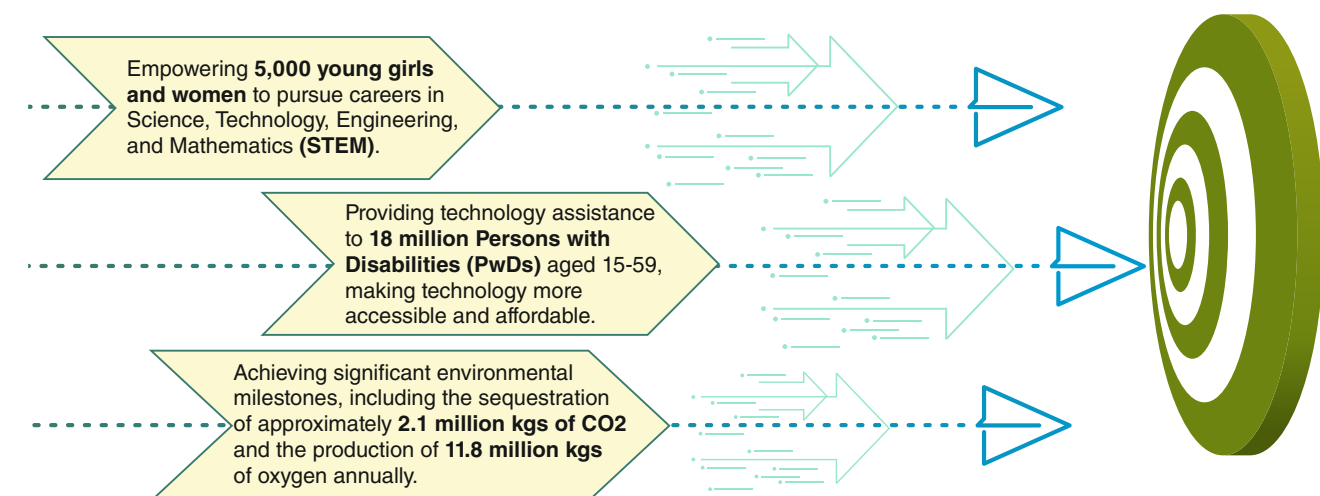 Empowering 5,000 young girls
and women to pursue careers in
Science, Technology, Engineering,
and Mathematics (STEM).
Providing technology assistance
to 18 million Persons with
Disabilities (PwDs) aged 15-59,
making technology more
accessible and affordable.
Achieving significant environmental
milestones, including the sequestration
of approximately 2.1 million kgs of CO2
and the production of 11.8 million kgs
of oxygen annually.